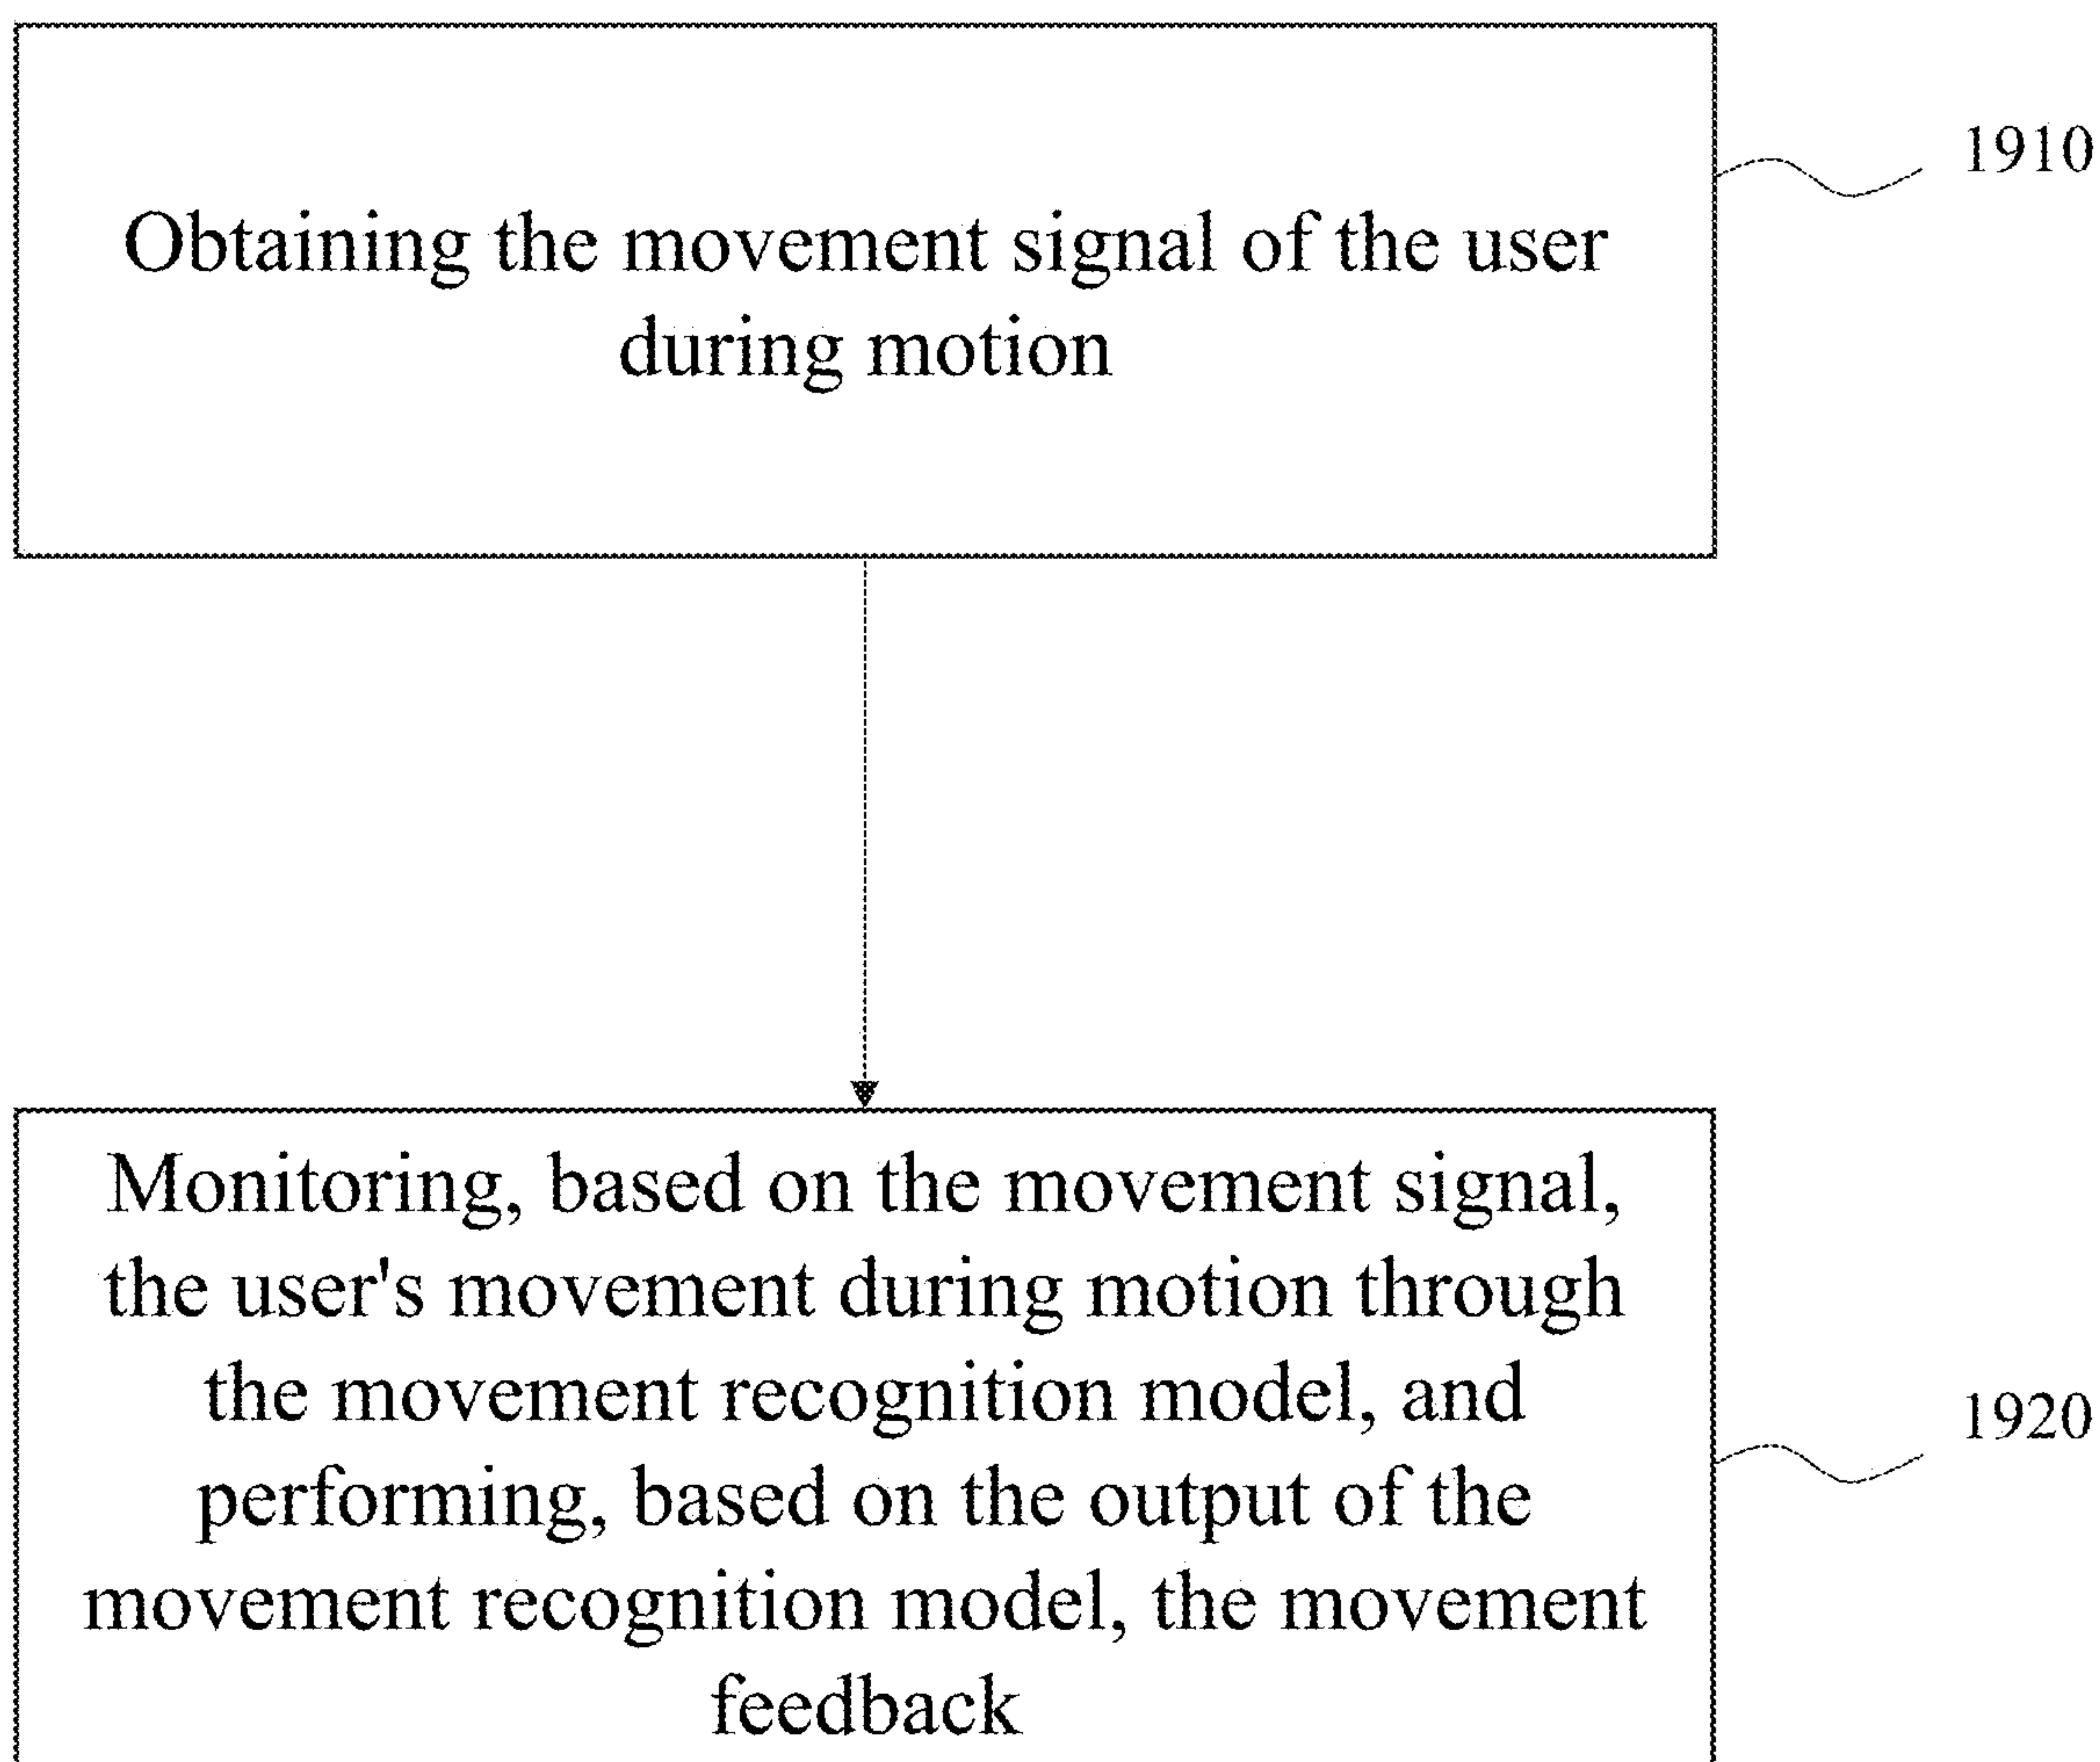 1910
Obtaining the movement signal of the user
during motion
Monitoring, based on the movement signal,
the user's movement during motion through
the movement recognition model, and
1920
performing, based on the output of the
movement recognition model, the movement
feedback